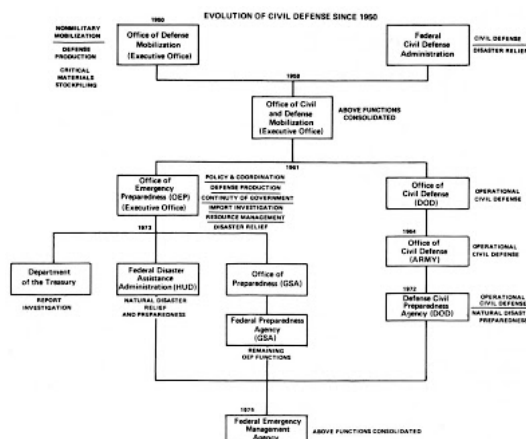 EVOLUTION OF CIVIL DEFENSE SINCE 1950
1950
NONMILITARY
MOBILIZATION
DEFENSE
PRODUCTION
CRITICAL
MATERIALS
STOCKPILING
Office of Defense
Mobilization
(Executive Office)
Federal
Civil Defense
Administration
CIVIL DEFENSE
DISASTER RELIEF
1958
Office of Civil
and Defense
Mobilization
(Executive Office)
ABOVE FUNCTIONS
CONSOLIDATED
1961
Office of
Emergency
Preparedness (OEP)
(Executive Office)
POLICY & COORDINATION
DEFENSE PRODUCTION
CONTINUITY OF GOVERNMENT
IMPORT INVESTIGATION
RESOURCE MANAGEMENT
DISASTER RELIEF
Office of
Civil Defense
(DOD)
OPERATIONAL
CIVIL DEFENSE
1973
1964
Office of
Civil Defense
(ARMY)
OPERATIONAL
CIVIL DEFENSE
Department
of the Treasury
REPORT
INVESTIGATION
Federal Disaster
Assistance
Administration (HUD)
NATURAL DISASTER
RELIEF
AND PREPAREDNESS
Office of
Preparedness (GSA)
Federal Preparedness
Agency
(GSA)
REMAINING
OEP FUNCTIONS
1972
Defense Civil
Preparedness
Agency (DOD)
OPERATIONAL
CIVIL DEFENSE
NATURAL DISAST
PREPAREDNESS
Federal Emergency
Management
Agency
ABOVE FUNCTIONS CONSOLIDATED